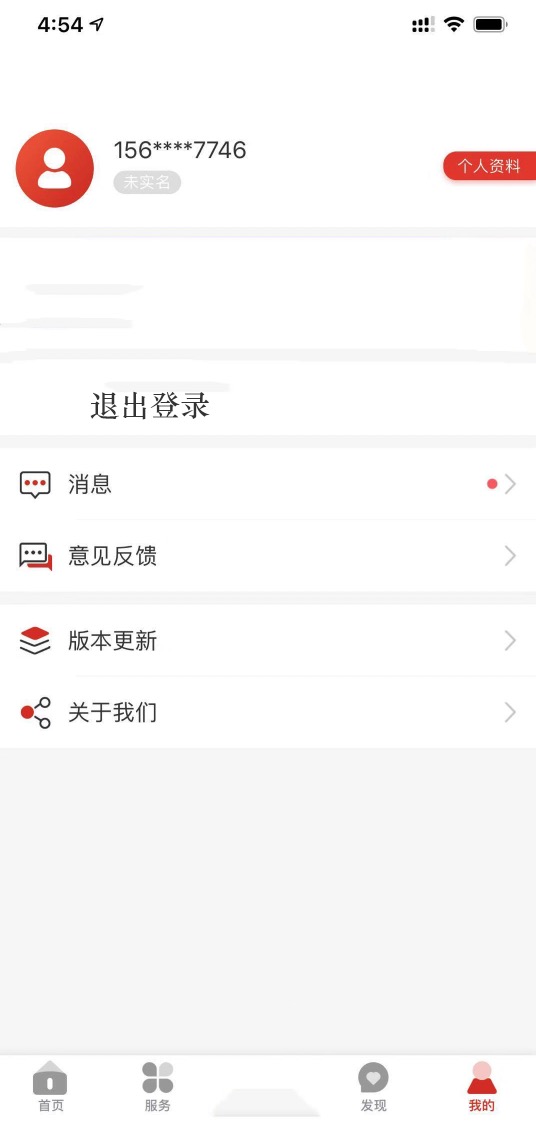 4:54
156****7746
未实名
个人资料
退出登录
消息
意见反馈
版本更新
关于我们
首页
服务
发现
我的